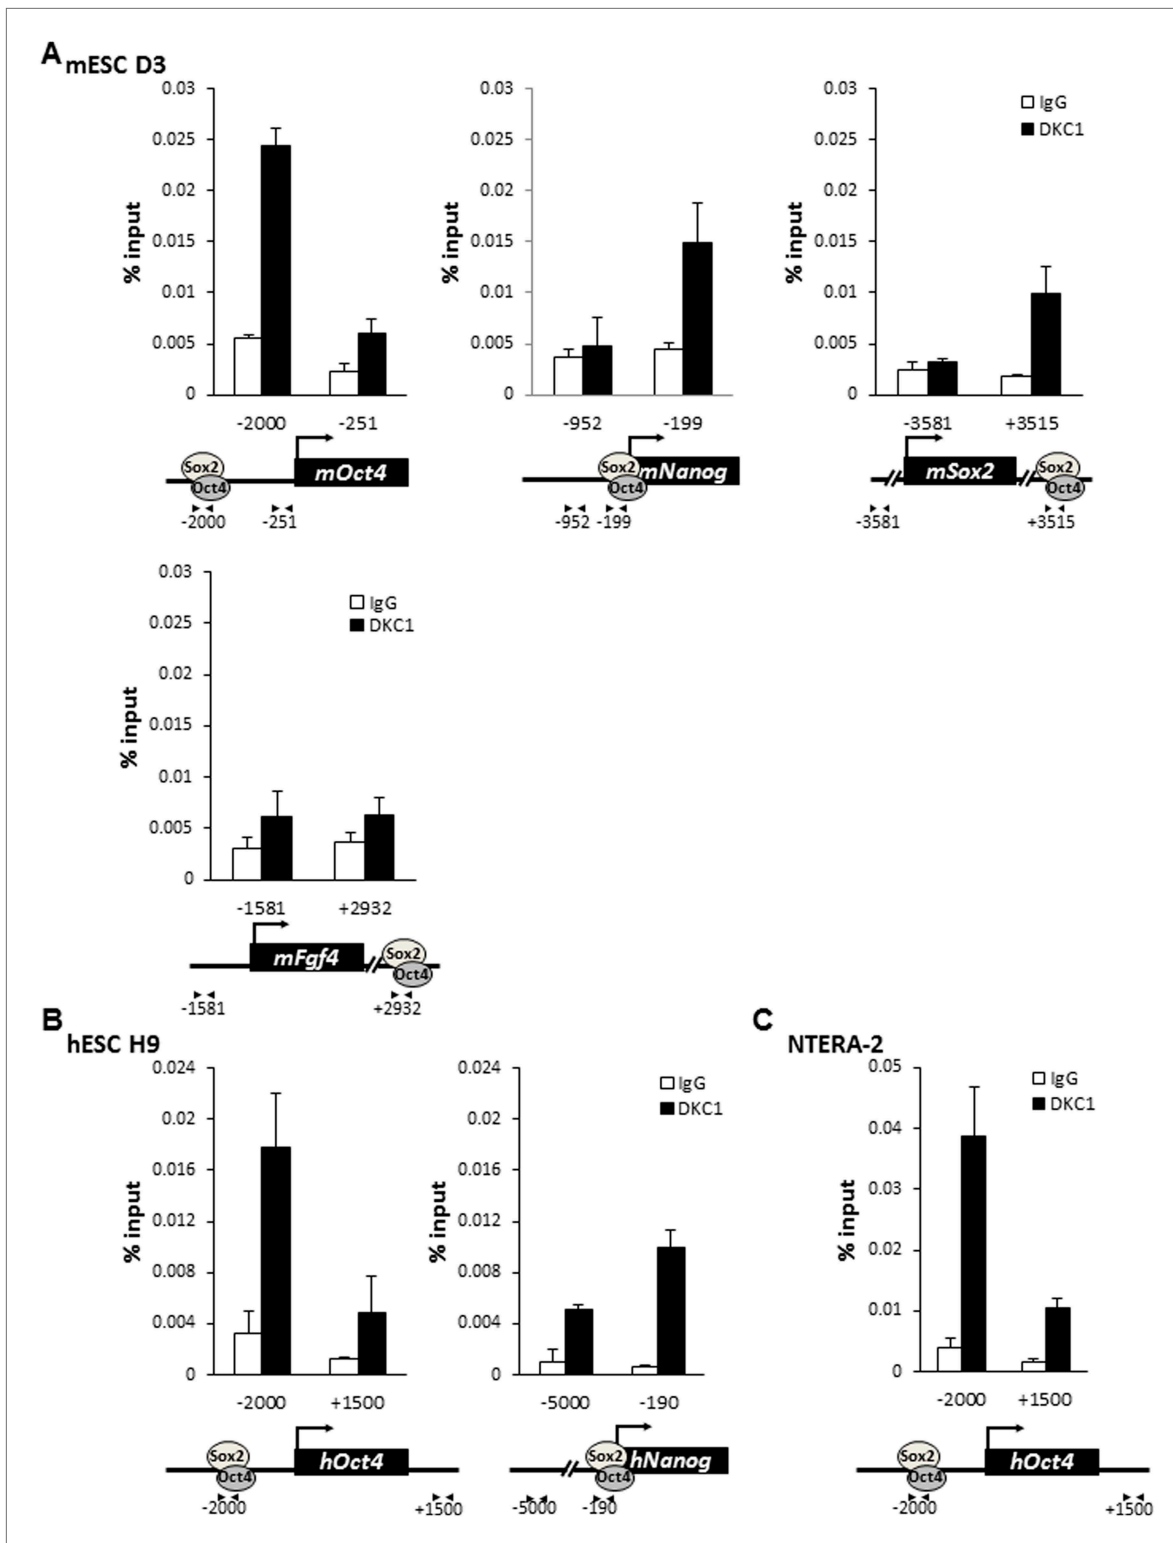 A mESC D3
0.03
0.025
0.02
0.015
0.01
0.005
0
% input
-2000 -251
Sox2
Oct4
mOct4
-2000 -251
0.03
0.025
0.02
0.015
0.01
0.005
0
% input
-952 -199
Sox2
Oct4
mNanog
-952 -199
0.03
0.025
0.02
0.015
0.01
0.005
0
% input
IgG
DKC1
-3581 +3515
mSox2
Sox2
Oct4
-3581 +3515
0.03
0.025
0.02
0.015
0.01
0.005
0
% input
IgG
DKC1
-1581 +2932
mFgf4
Sox2
Oct4
-1581 +2932
B hESC H9
0.024
0.02
0.016
0.012
0.008
0.004
0
% input
-2000 +1500
Sox2
Oct4
hOct4
-2000 +1500
0.024
0.02
0.016
0.012
0.008
0.004
0
% input
IgG
DKC1
-5000 -190
Sox2
Oct4
hNanog
-5000 -190
C NTERA-2
0.05
0.04
0.03
0.02
0.01
0
% input
IgG
DKC1
-2000 +1500
Sox2
Oct4
hOct4
-2000 +1500